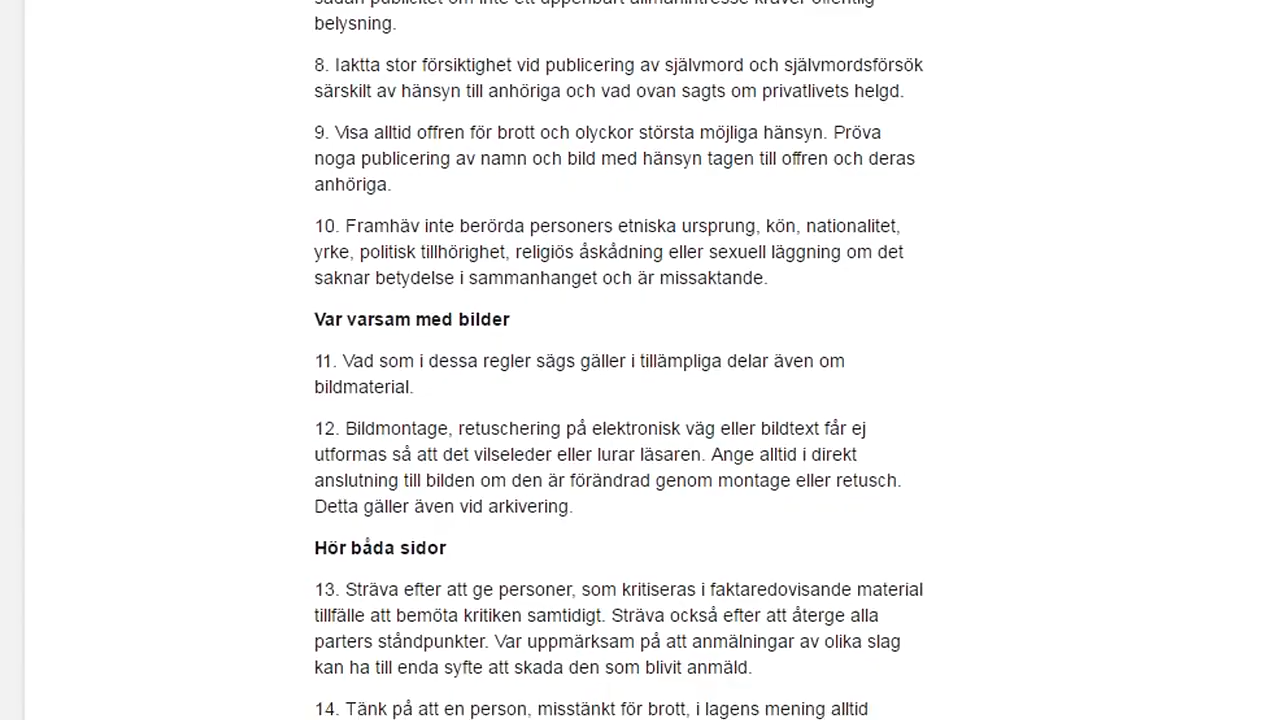 sådan publicitet om inte ett uppenbart allmänintresse kräver offentlig
belysning.
8. Iaktta stor försiktighet vid publicering av självmord och självmordsförsök
särskilt av hänsyn till anhöriga och vad ovan sagts om privatlivets helgd.
9. Visa alltid offren för brott och olyckor största möjliga hänsyn. Pröva
noga publicering av namn och bild med hänsyn tagen till offren och deras
anhöriga.
10. Framhäv inte berörda personers etniska ursprung, kön, nationalitet,
yrke, politisk tillhörighet, religiös åskådning eller sexuell läggning om det
saknar betydelse i sammanhanget och är missaktande.
Var varsam med bilder
11. Vad som i dessa regler sägs gäller i tillämpliga delar även om
bildmaterial.
12. Bildmontage, retuschering på elektronisk väg eller bildtext får ej
utformas så att det vilseleder eller lurar läsaren. Ange alltid i direkt
anslutning till bilden om den är förändrad genom montage eller retusch.
Detta gäller även vid arkivering.
Hör båda sidor
13. Sträva efter att ge personer, som kritiseras i faktaredovisande material
tillfälle att bemöta kritiken samtidigt. Sträva också efter att återge alla
parters ståndpunkter. Var uppmärksam på att anmälningar av olika slag
kan ha till enda syfte att skada den som blivit anmäld.
14. Tänk på att en person, misstänkt för brott, i lagens mening alltid